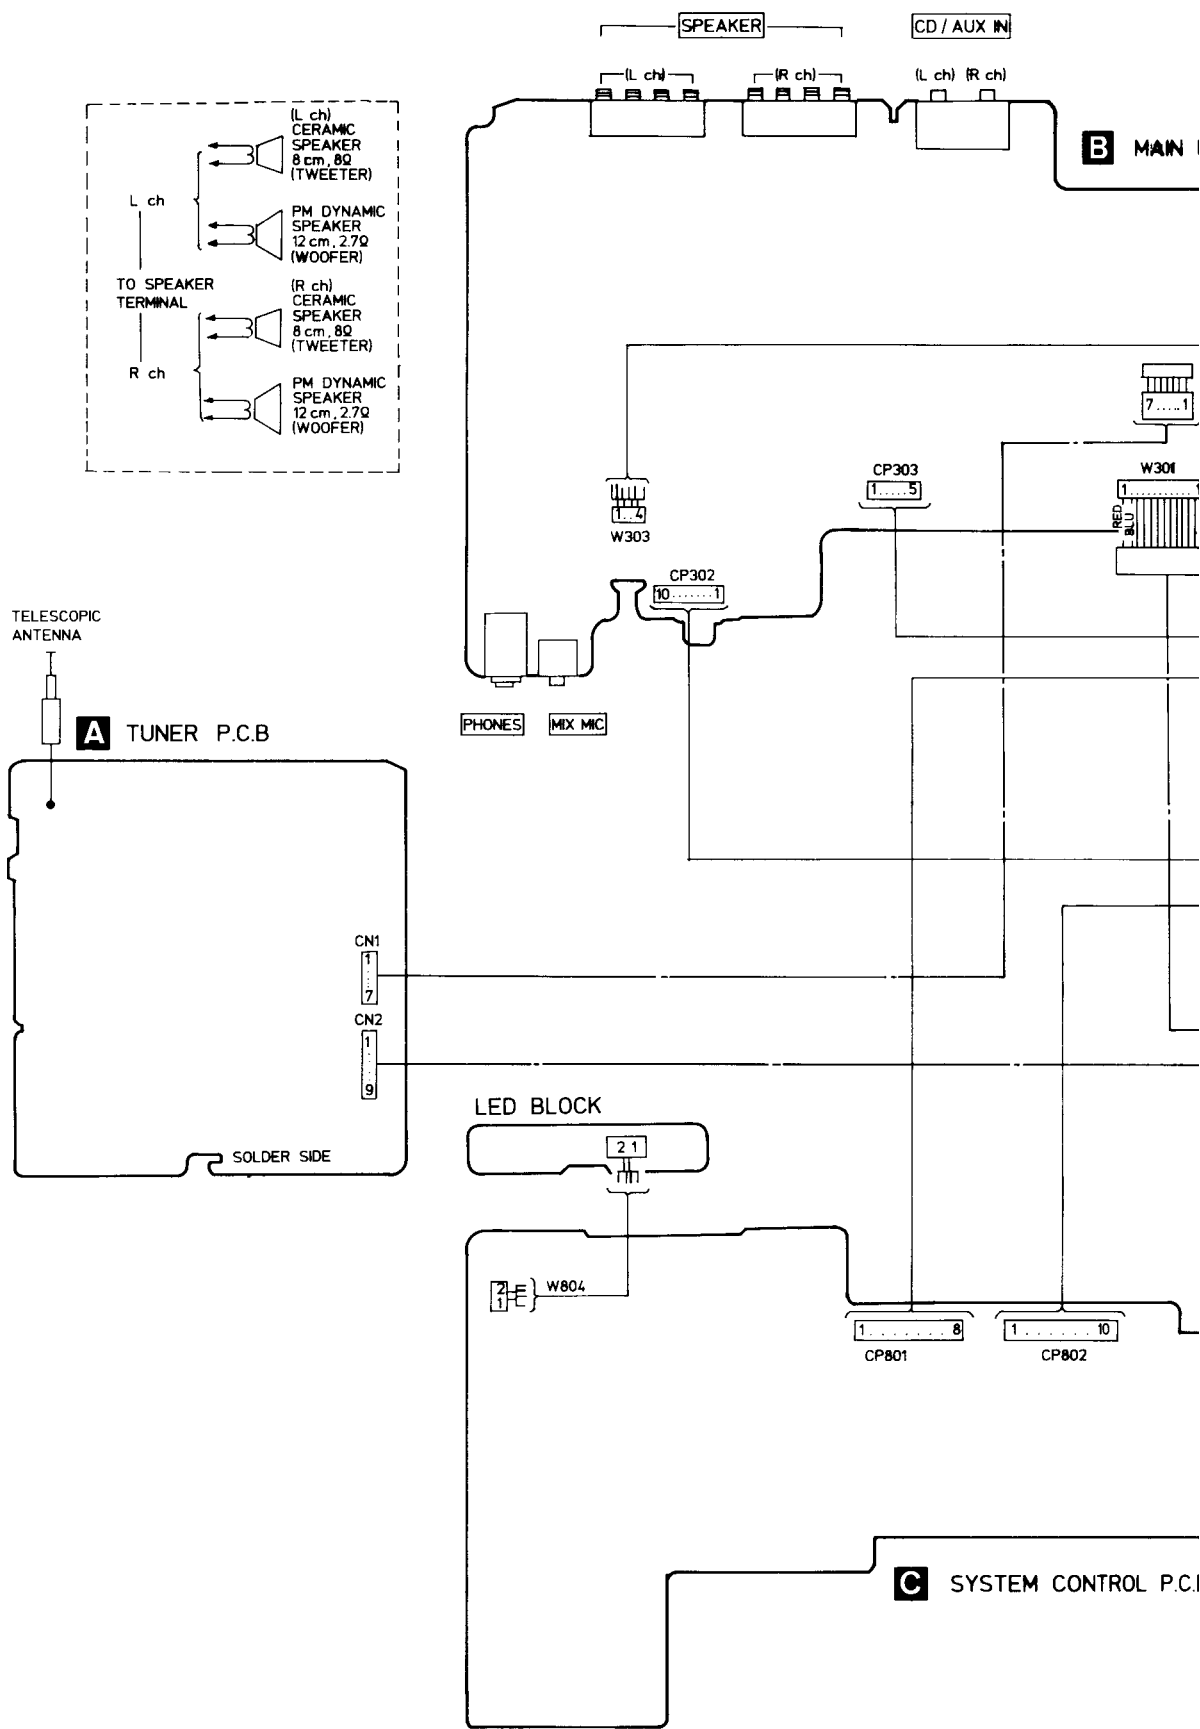 SPEAKER
CD / AUX IN
(L ch)
(R ch)
(L ch) (R ch)
B MAIN
(L ch)
CERAMIC
SPEAKER
8 cm, 8Ω
(TWEETER)
L ch
PM DYNAMIC
SPEAKER
12 cm, 2.7Ω
(WOOFER)
TO SPEAKER
TERMINAL
(R ch)
CERAMIC
SPEAKER
8 cm, 8Ω
(TWEETER)
R ch
PM DYNAMIC
SPEAKER
12 cm, 2.7Ω
(WOOFER)
7.....1
CP303
1.....5
W301
1..........1
RED
BLU
1..4
W303
CP302
10.......1
TELESCOPIC
ANTENNA
PHONES
MIX MIC
A TUNER P.C.B
CN1
1
7
CN2
1
9
SOLDER SIDE
LED BLOCK
2 1
2
1
W804
1.......8
CP801
1.......10
CP802
C SYSTEM CONTROL P.C.